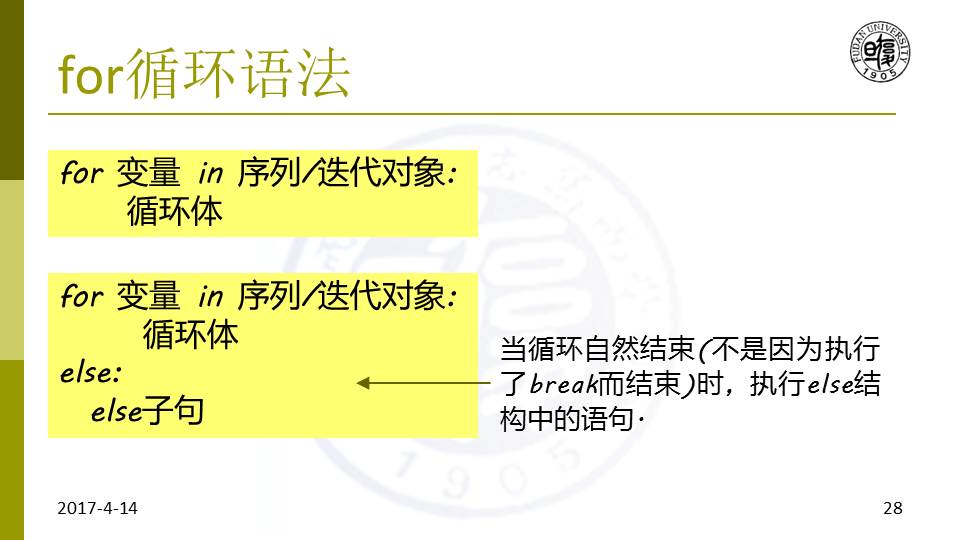 for循环语法
FUDAN UNIVERSITY
1905
for 变量 in 序列/迭代对象:
循环体
for 变量 in 序列/迭代对象:
循环体
else:
else子句
当循环自然结束(不是因为执行
了break而结束)时，执行else结
构中的语句.
1905
2017-4-14
28